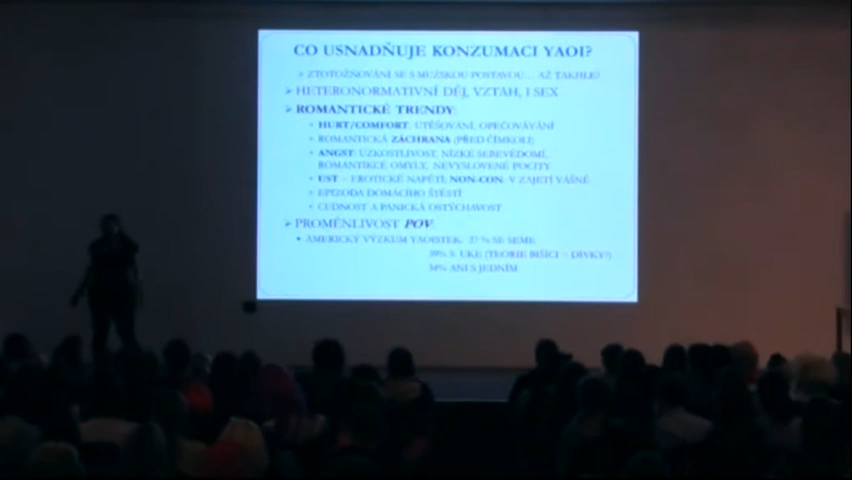 CO USNADŇUJE KONZUMACI YAOI?
ZTOTOŽŇOVÁNÍ SE S MUŽSKOU POSTAVOU... AŽ TAKHLE?
HETERONORMATIVNÍ DĚJ, VZTAH, I SEX
ROMANTICKÉ TRENDY:
HURT/COMFORT: UTĚŠOVÁNÍ, OPEČOVÁVÁNÍ
ROMANTICKÁ ZÁCHRANA (PŘED ČÍMKOLI)
ANGST: ÚZKOSTLIVOST, NÍZKÉ SEBEVĚDOMÍ,
ROMANTICKÉ OMYLY, NEVYSLOVENÉ POCITY
UST – EROTICKÉ NAPĚTÍ; NON-CON: V ZAJETÍ VÁŠNĚ
EPIZODA DOMÁCÍHO ŠTĚSTÍ
CUDNOST A PANICKÁ OSTÝCHAVOST
PROMĚNLIVOST POV:
AMERICKÝ VÝZKUM YAOISTEK: 27 % SE SEME
39% S UKE (TEORIE BIŠÍCI = DÍVKY?)
34% ANI S JEDNÍM